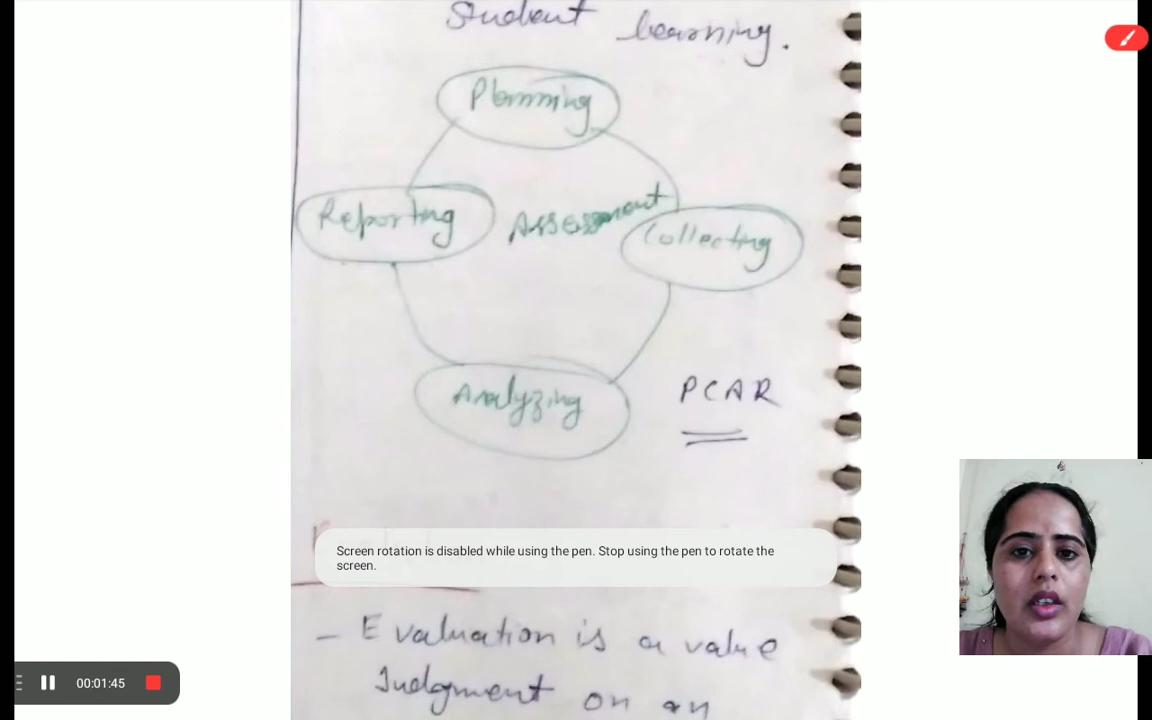 Student learning.
Planning
Reporting
Assessment
Collecting
Analyzing
PCAR
Screen rotation is disabled while using the pen. Stop using the pen to rotate the
screen.
- Evaluation is a value
Judgment on an
00:01:45